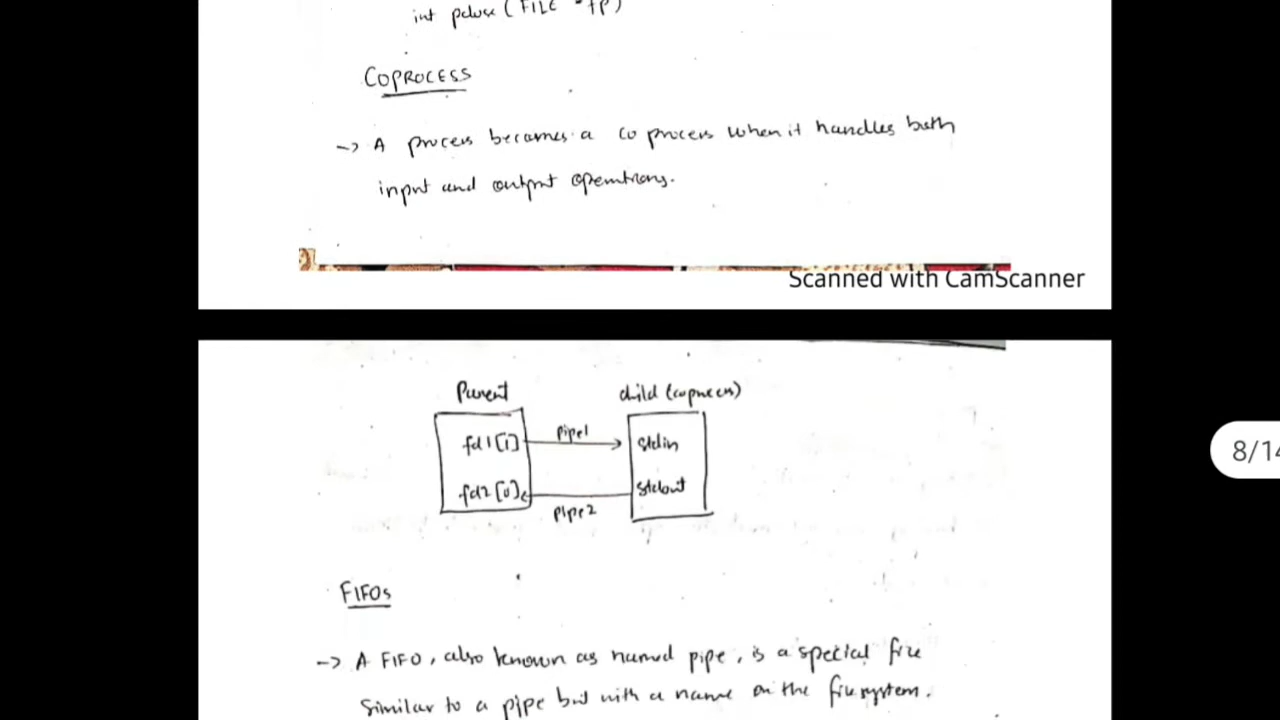 int pclose (FILE *fp)
COPROCESS
-> A process becomes a co process when it handles both
input and output operations.
Scanned with CamScanner
Parent child (coprocess)
fd1[1] pipe1 stdin
fd2[0] stdout
pipe2
8/14
FIFOs
-> A FIFO, also known as named pipe, is a special file
similar to a pipe but with a name on the filesystem.